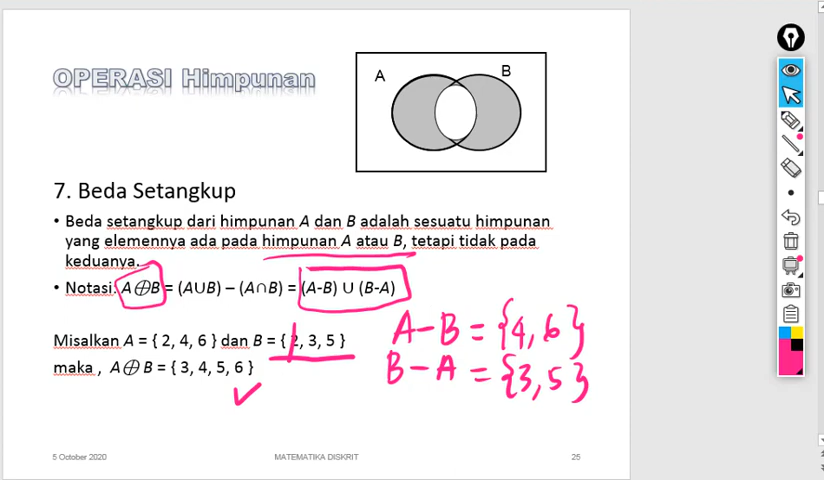 OPERASI Himpunan
A
B
7. Beda Setangkup
• Beda setangkup dari himpunan A dan B adalah sesuatu himpunan
yang elemennya ada pada himpunan A atau B, tetapi tidak pada
keduanya.
• Notasi: A⊕B = (A∪B) – (A∩B) = (A-B) ∪ (B-A)
Misalkan A = { 2, 4, 6 } dan B = { 2, 3, 5 }
maka , A⊕B = { 3, 4, 5, 6 }
A-B = {4, 6}
B-A = {3, 5}
5 October 2020
MATEMATIKA DISKRIT
25